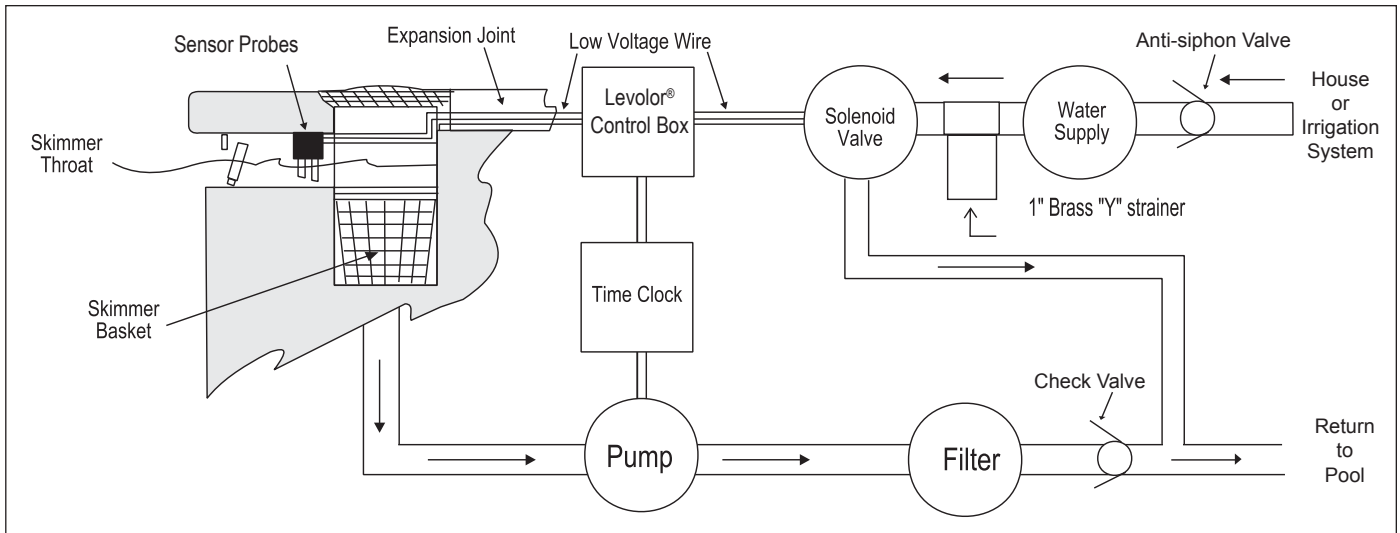 Sensor Probes
Expansion Joint
Low Voltage Wire
Anti-siphon Valve
Levolor®
Control Box
Solenoid
Valve
Water
Supply
House
or
Irrigation
System
Skimmer
Throat
1" Brass "Y" strainer
Skimmer
Basket
Time Clock
Check Valve
Pump
Filter
Return
to
Pool